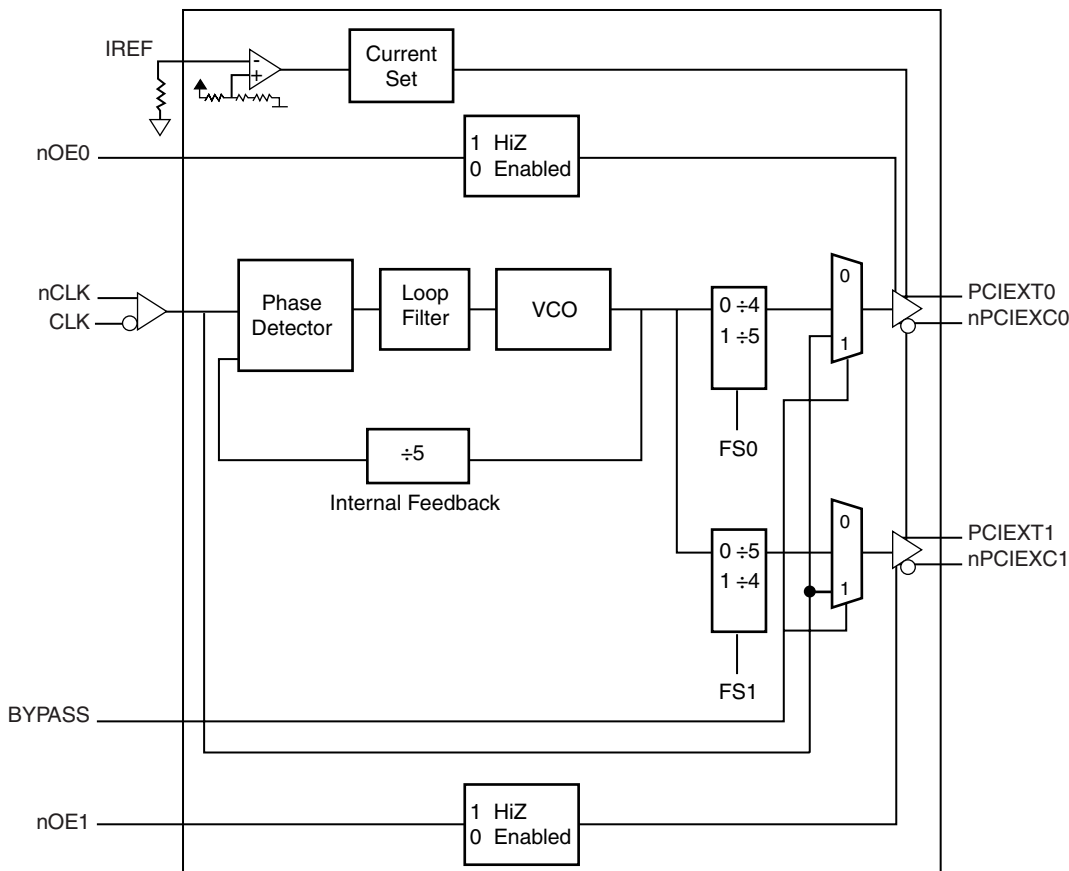 IREF
-
+
Current
Set
nOE0
1 HiZ
0 Enabled
nCLK
CLK
Phase
Detector
Loop
Filter
VCO
0 ÷4
1 ÷5
FS0
0
1
PCIEXT0
nPCIEXC0
÷5
Internal Feedback
0 ÷5
1 ÷4
FS1
0
1
PCIEXT1
nPCIEXC1
BYPASS
nOE1
1 HiZ
0 Enabled